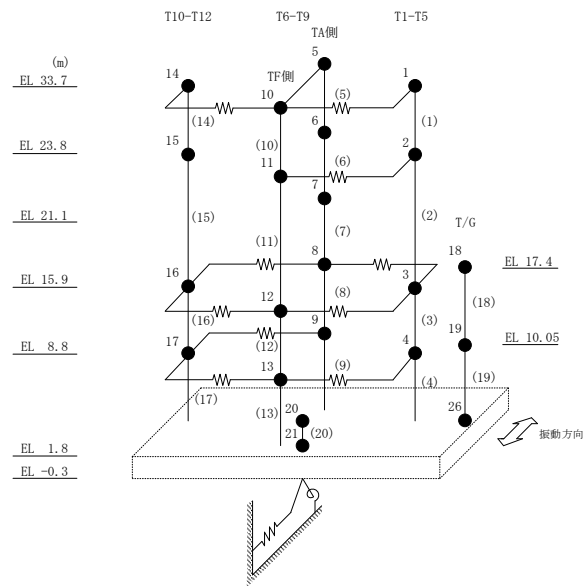 T10-T12 T6-T9 T1-T5
TA側
(m) 5
EL 33.7 14 TF側 1
10
(14) (5) (1)
6
EL 23.8 15 (10) 2
11 (6)
7
EL 21.1 (15) (7) (2) T/G
(11) 8 18
EL 17.4
EL 15.9 16 12 (8) 3 (18)
(16) 9 (3) 19
EL 10.05
EL 8.8 17 (12) 4
13 (9) (19)
(17) (13) 20 (4) 26
21 (20) 振動方向
EL 1.8
EL -0.3